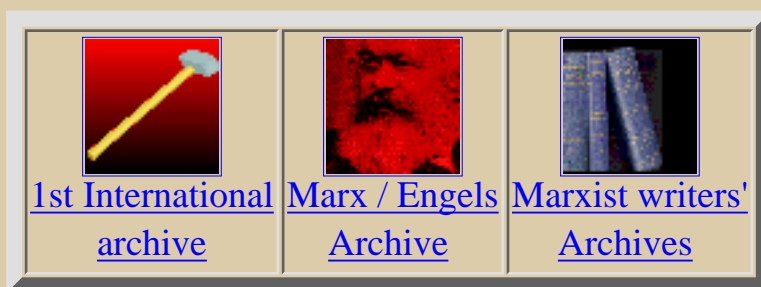 1st International
archive
Marx / Engels
Archive
Marxist writers'
Archives